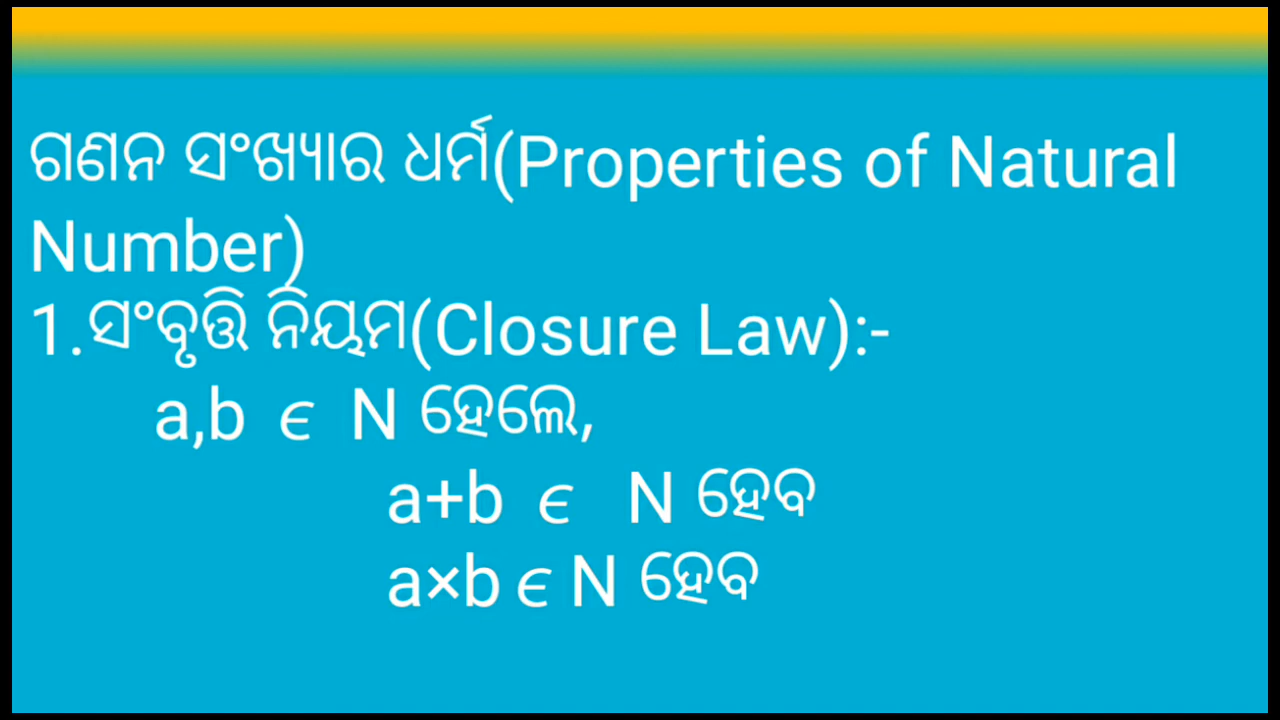 ଗଣନ ସଂଖ୍ୟାର ଧର୍ମ(Properties of Natural
Number)
1.ସଂବୃତ୍ତି ନିୟମ(Closure Law):-
a,b ϵ N ହେଲେ,
a+b ϵ N ହେବ
a×b ϵ N ହେବ